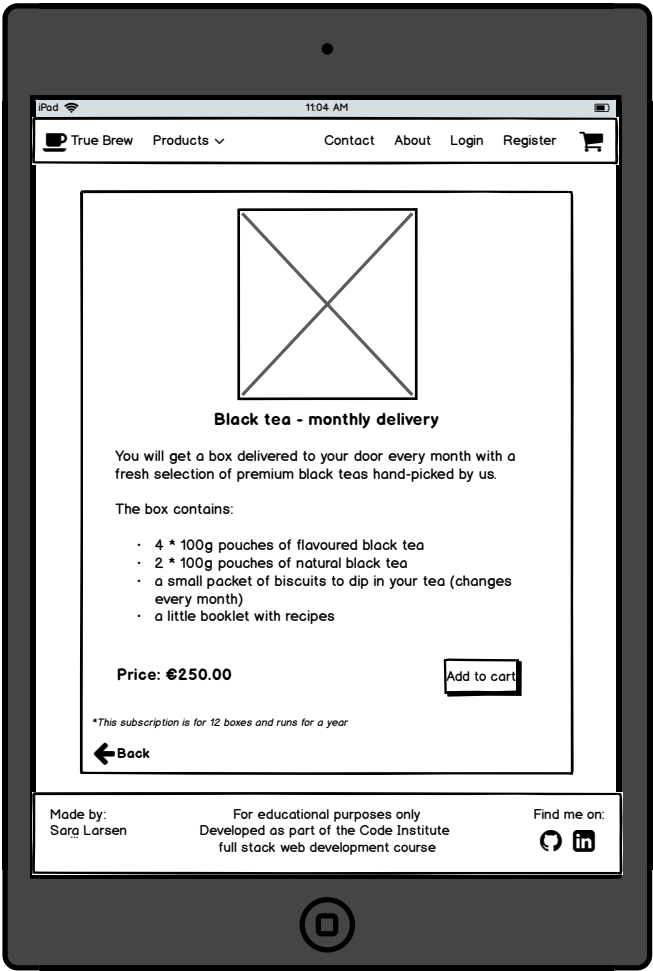 iPad 11:04 AM
True Brew Products Contact About Login Register
Black tea - monthly delivery
You will get a box delivered to your door every month with a
fresh selection of premium black teas hand-picked by us.
The box contains:
· 4 * 100g pouches of flavoured black tea
· 2 * 100g pouches of natural black tea
· a small packet of biscuits to dip in your tea (changes
every month)
· a little booklet with recipes
Price: €250.00
Add to cart
*This subscription is for 12 boxes and runs for a year
Back
Made by:
Sara Larsen
For educational purposes only
Developed as part of the Code Institute
full stack web development course
Find me on:
in